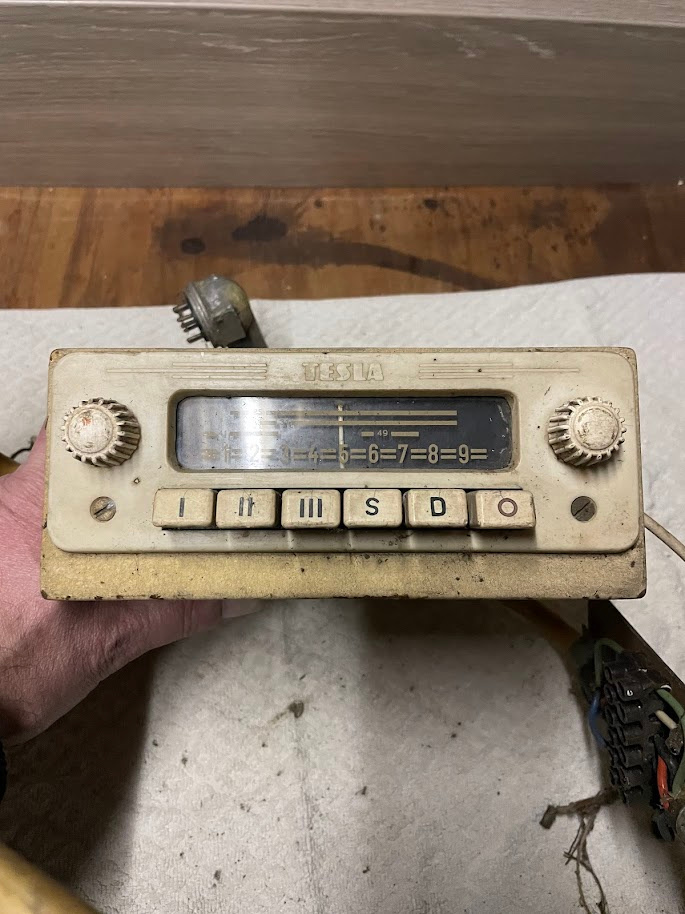 TESLA
49
1=2=3=4=5=6=7=8=9=
I II III S D O